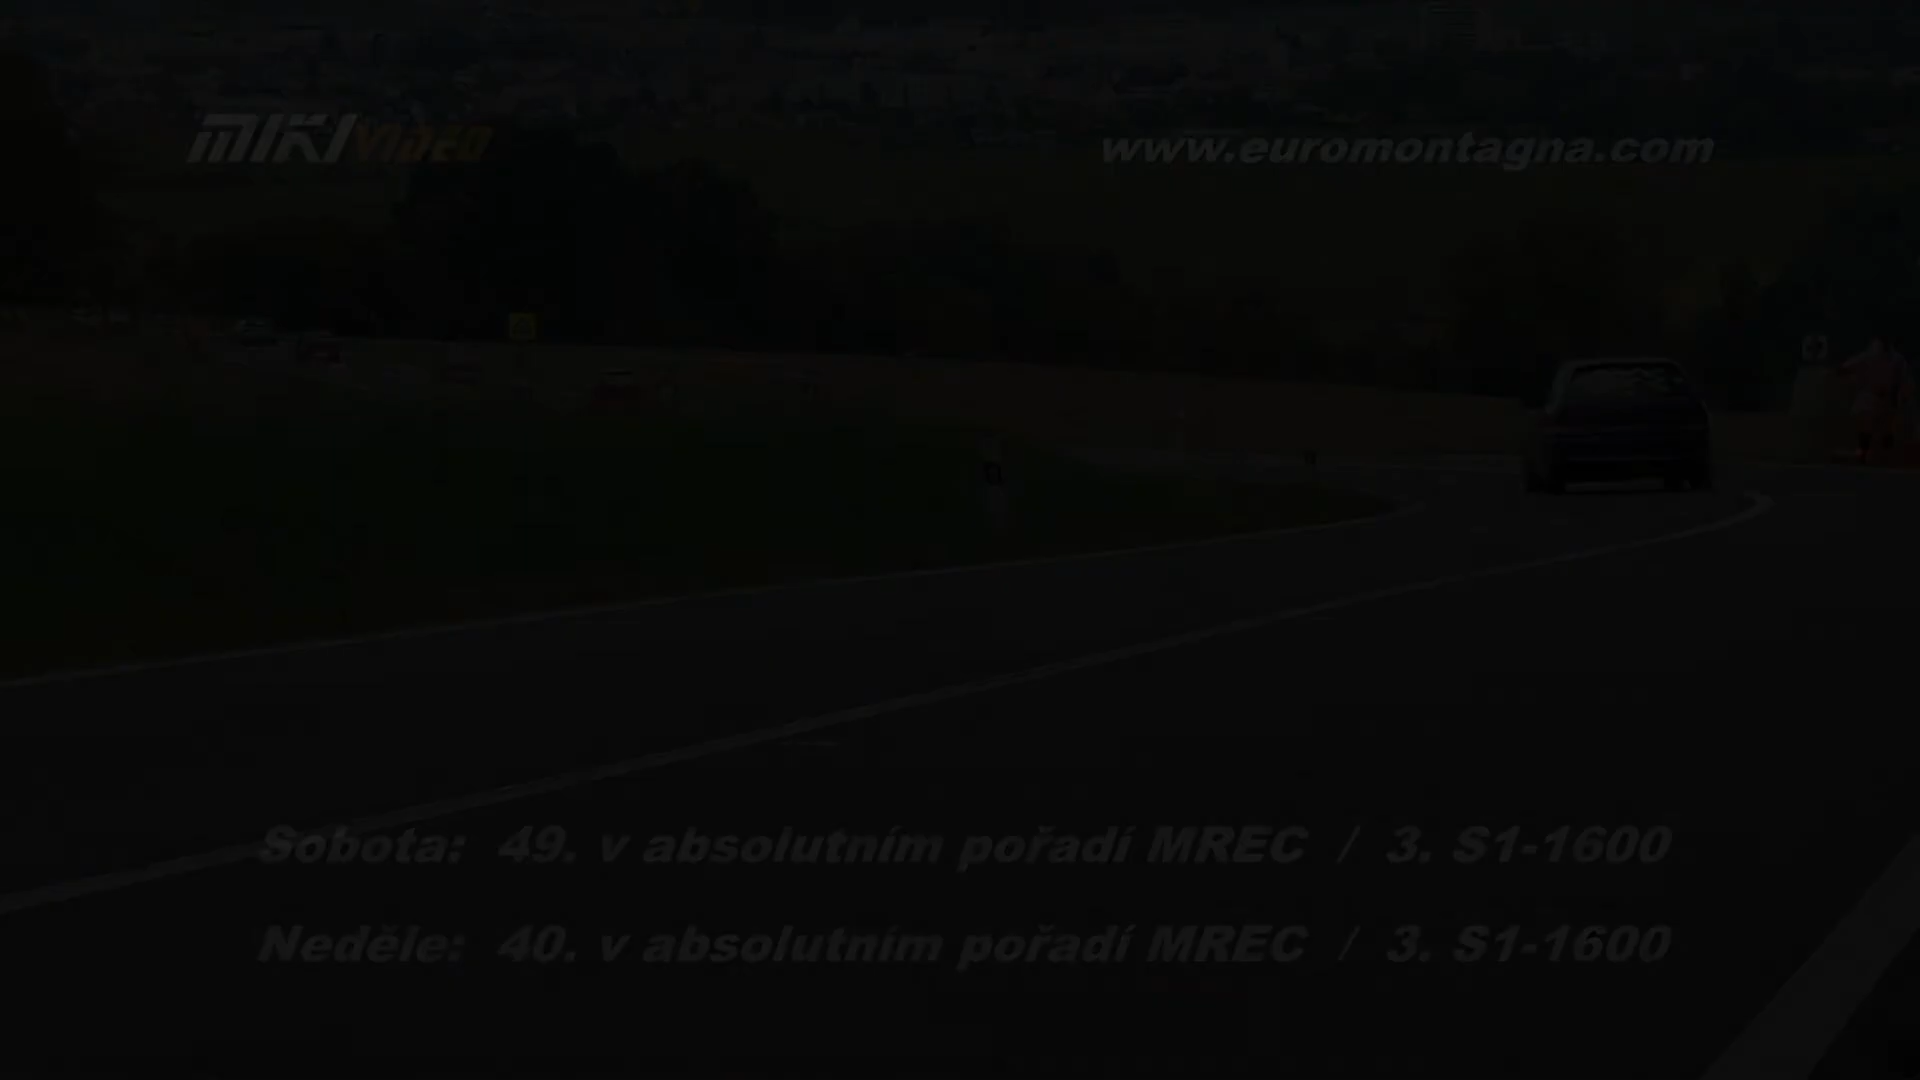 MIKI VIDEO
www.euromontagna.com
Sobota: 49. v absolutním pořadí MREC / 3. S1-1600
Neděle: 40. v absolutním pořadí MREC / 3. S1-1600